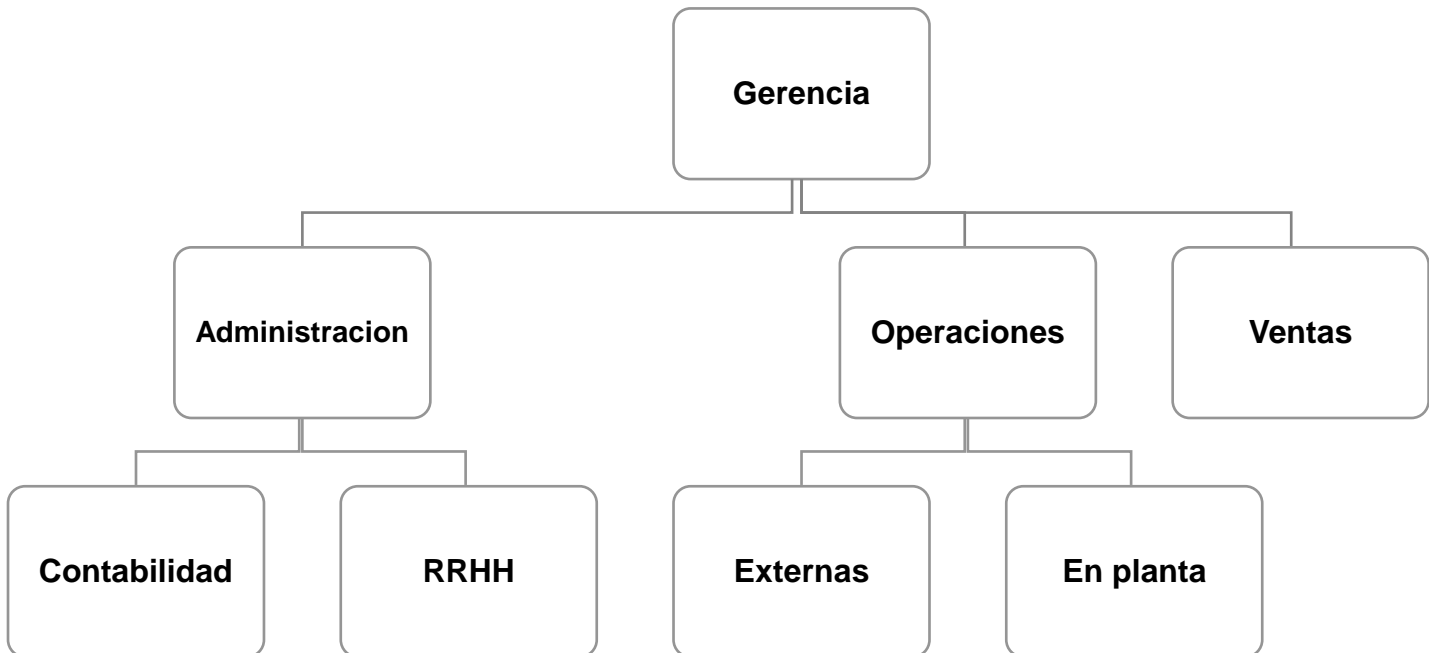 Gerencia
Administracion
Operaciones
Ventas
Contabilidad
RRHH
Externas
En planta